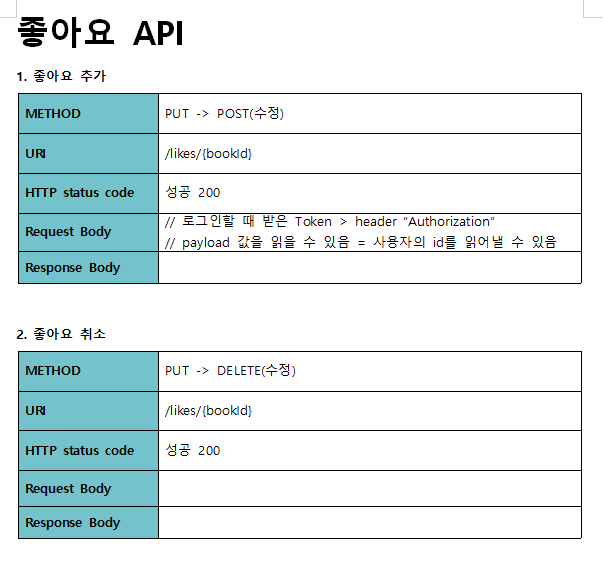 좋아요 API
1. 좋아요 추가
METHOD PUT -> POST(수정)
URI /likes/{bookId}
HTTP status code 성공 200
Request Body
// 로그인할 때 받은 Token > header "Authorization"
// payload 값을 읽을 수 있음 = 사용자의 id를 읽어낼 수 있음
Response Body
2. 좋아요 취소
METHOD PUT -> DELETE(수정)
URI /likes/{bookId}
HTTP status code 성공 200
Request Body
Response Body